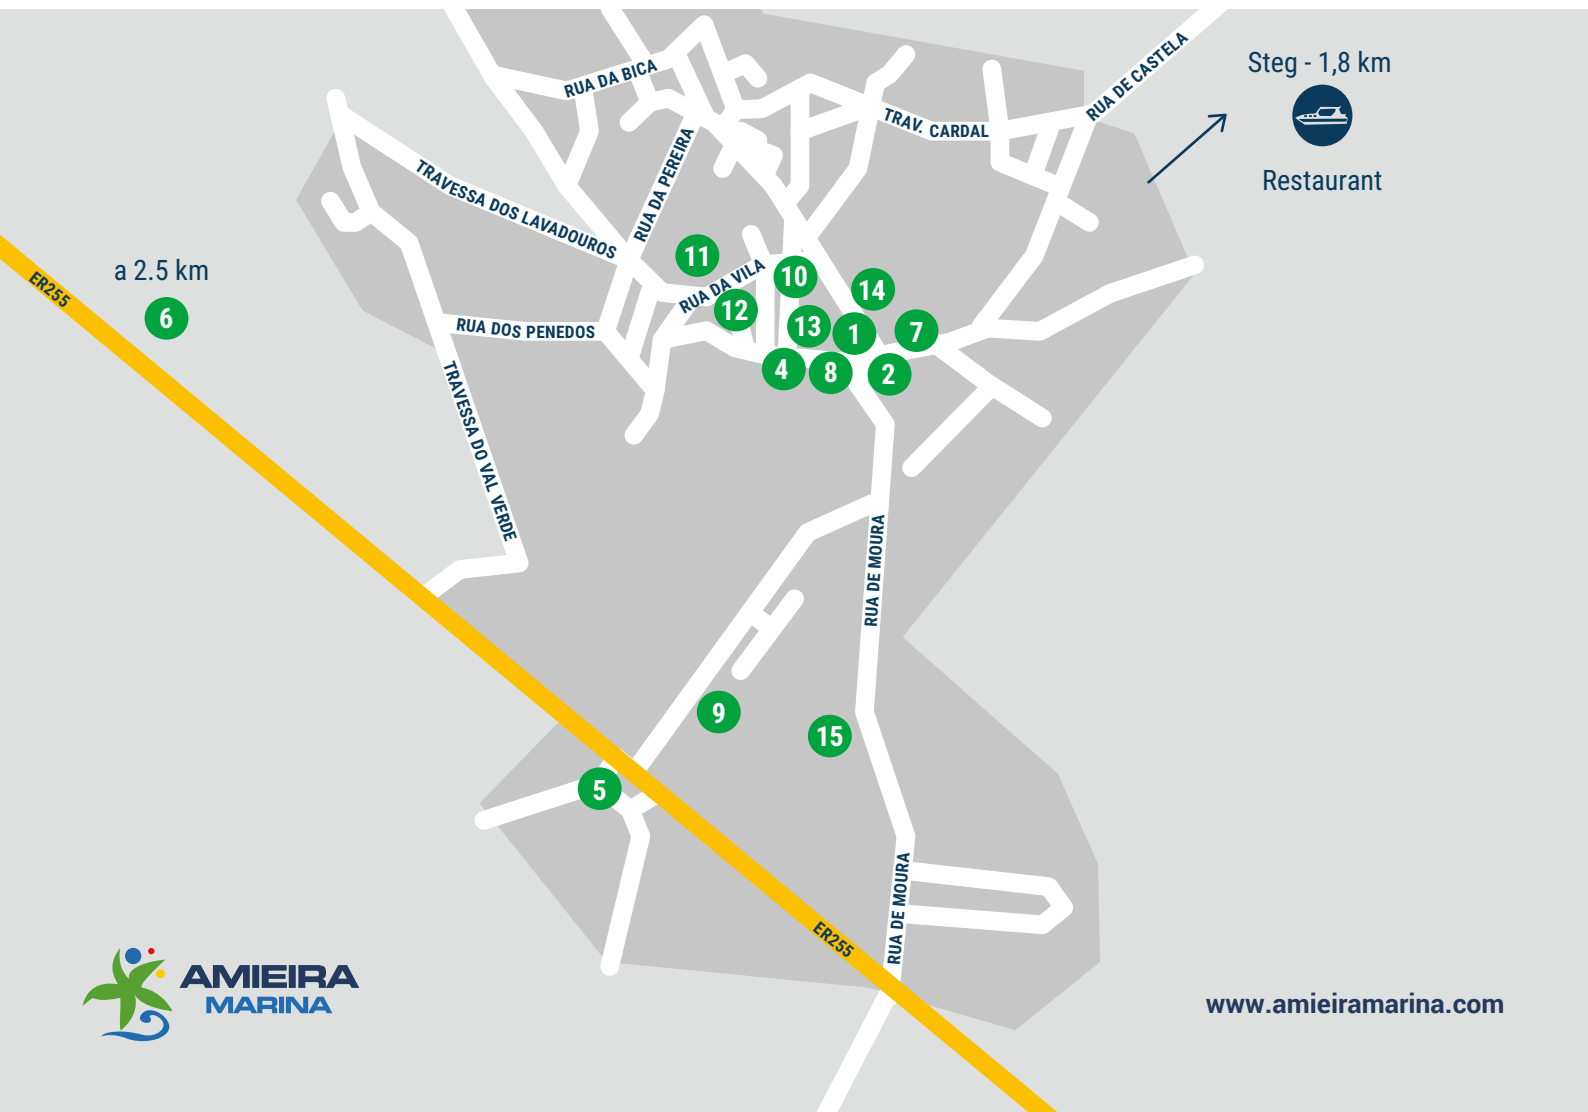 Steg - 1,8 km
Restaurant
RUA DE CASTELA
RUA DA BICA
TRAV. CARDAL
RUA DA PEREIRA
TRAVESSA DOS LAVADOUROS
a 2.5 km
6
ER255
11
RUA DA VILA
10
14
12
13
1
7
RUA DOS PENEDOS
4
8
2
TRAVESSA DO VAL VERDE
RUA DE MOURA
9
15
5
RUA DE MOURA
ER255
AMIEIRA
MARINA
www.amieiramarina.com